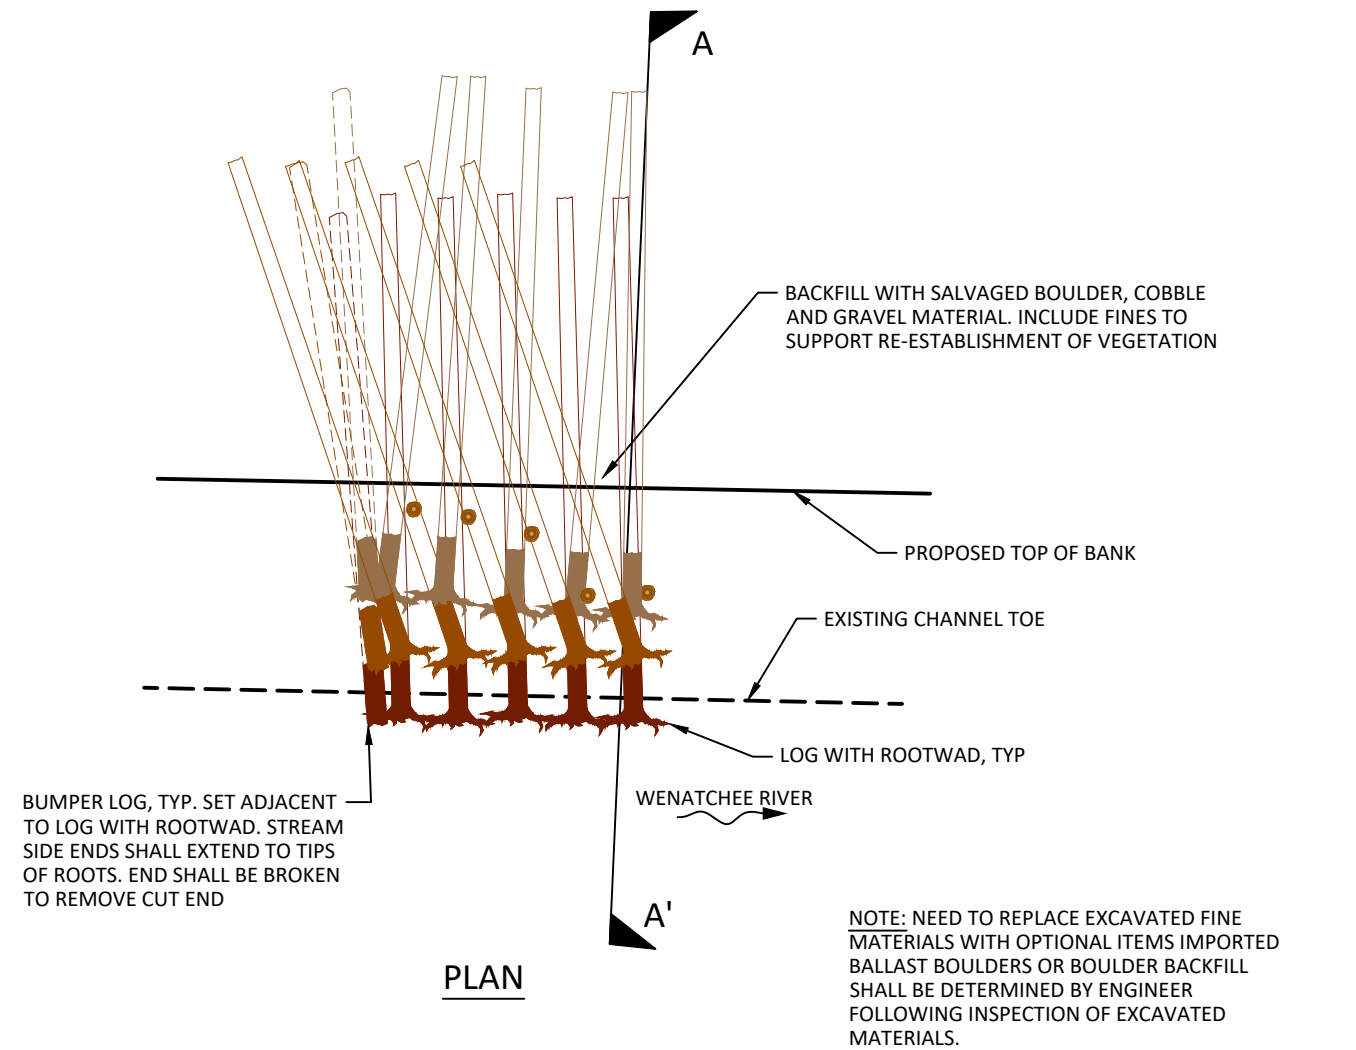 A
BACKFILL WITH SALVAGED BOULDER, COBBLE
AND GRAVEL MATERIAL. INCLUDE FINES TO
SUPPORT RE-ESTABLISHMENT OF VEGETATION
PROPOSED TOP OF BANK
EXISTING CHANNEL TOE
LOG WITH ROOTWAD, TYP
WENATCHEE RIVER
BUMPER LOG, TYP. SET ADJACENT
TO LOG WITH ROOTWAD. STREAM
SIDE ENDS SHALL EXTEND TO TIPS
OF ROOTS. END SHALL BE BROKEN
TO REMOVE CUT END
A'
PLAN
NOTE: NEED TO REPLACE EXCAVATED FINE
MATERIALS WITH OPTIONAL ITEMS IMPORTED
BALLAST BOULDERS OR BOULDER BACKFILL
SHALL BE DETERMINED BY ENGINEER
FOLLOWING INSPECTION OF EXCAVATED
MATERIALS.